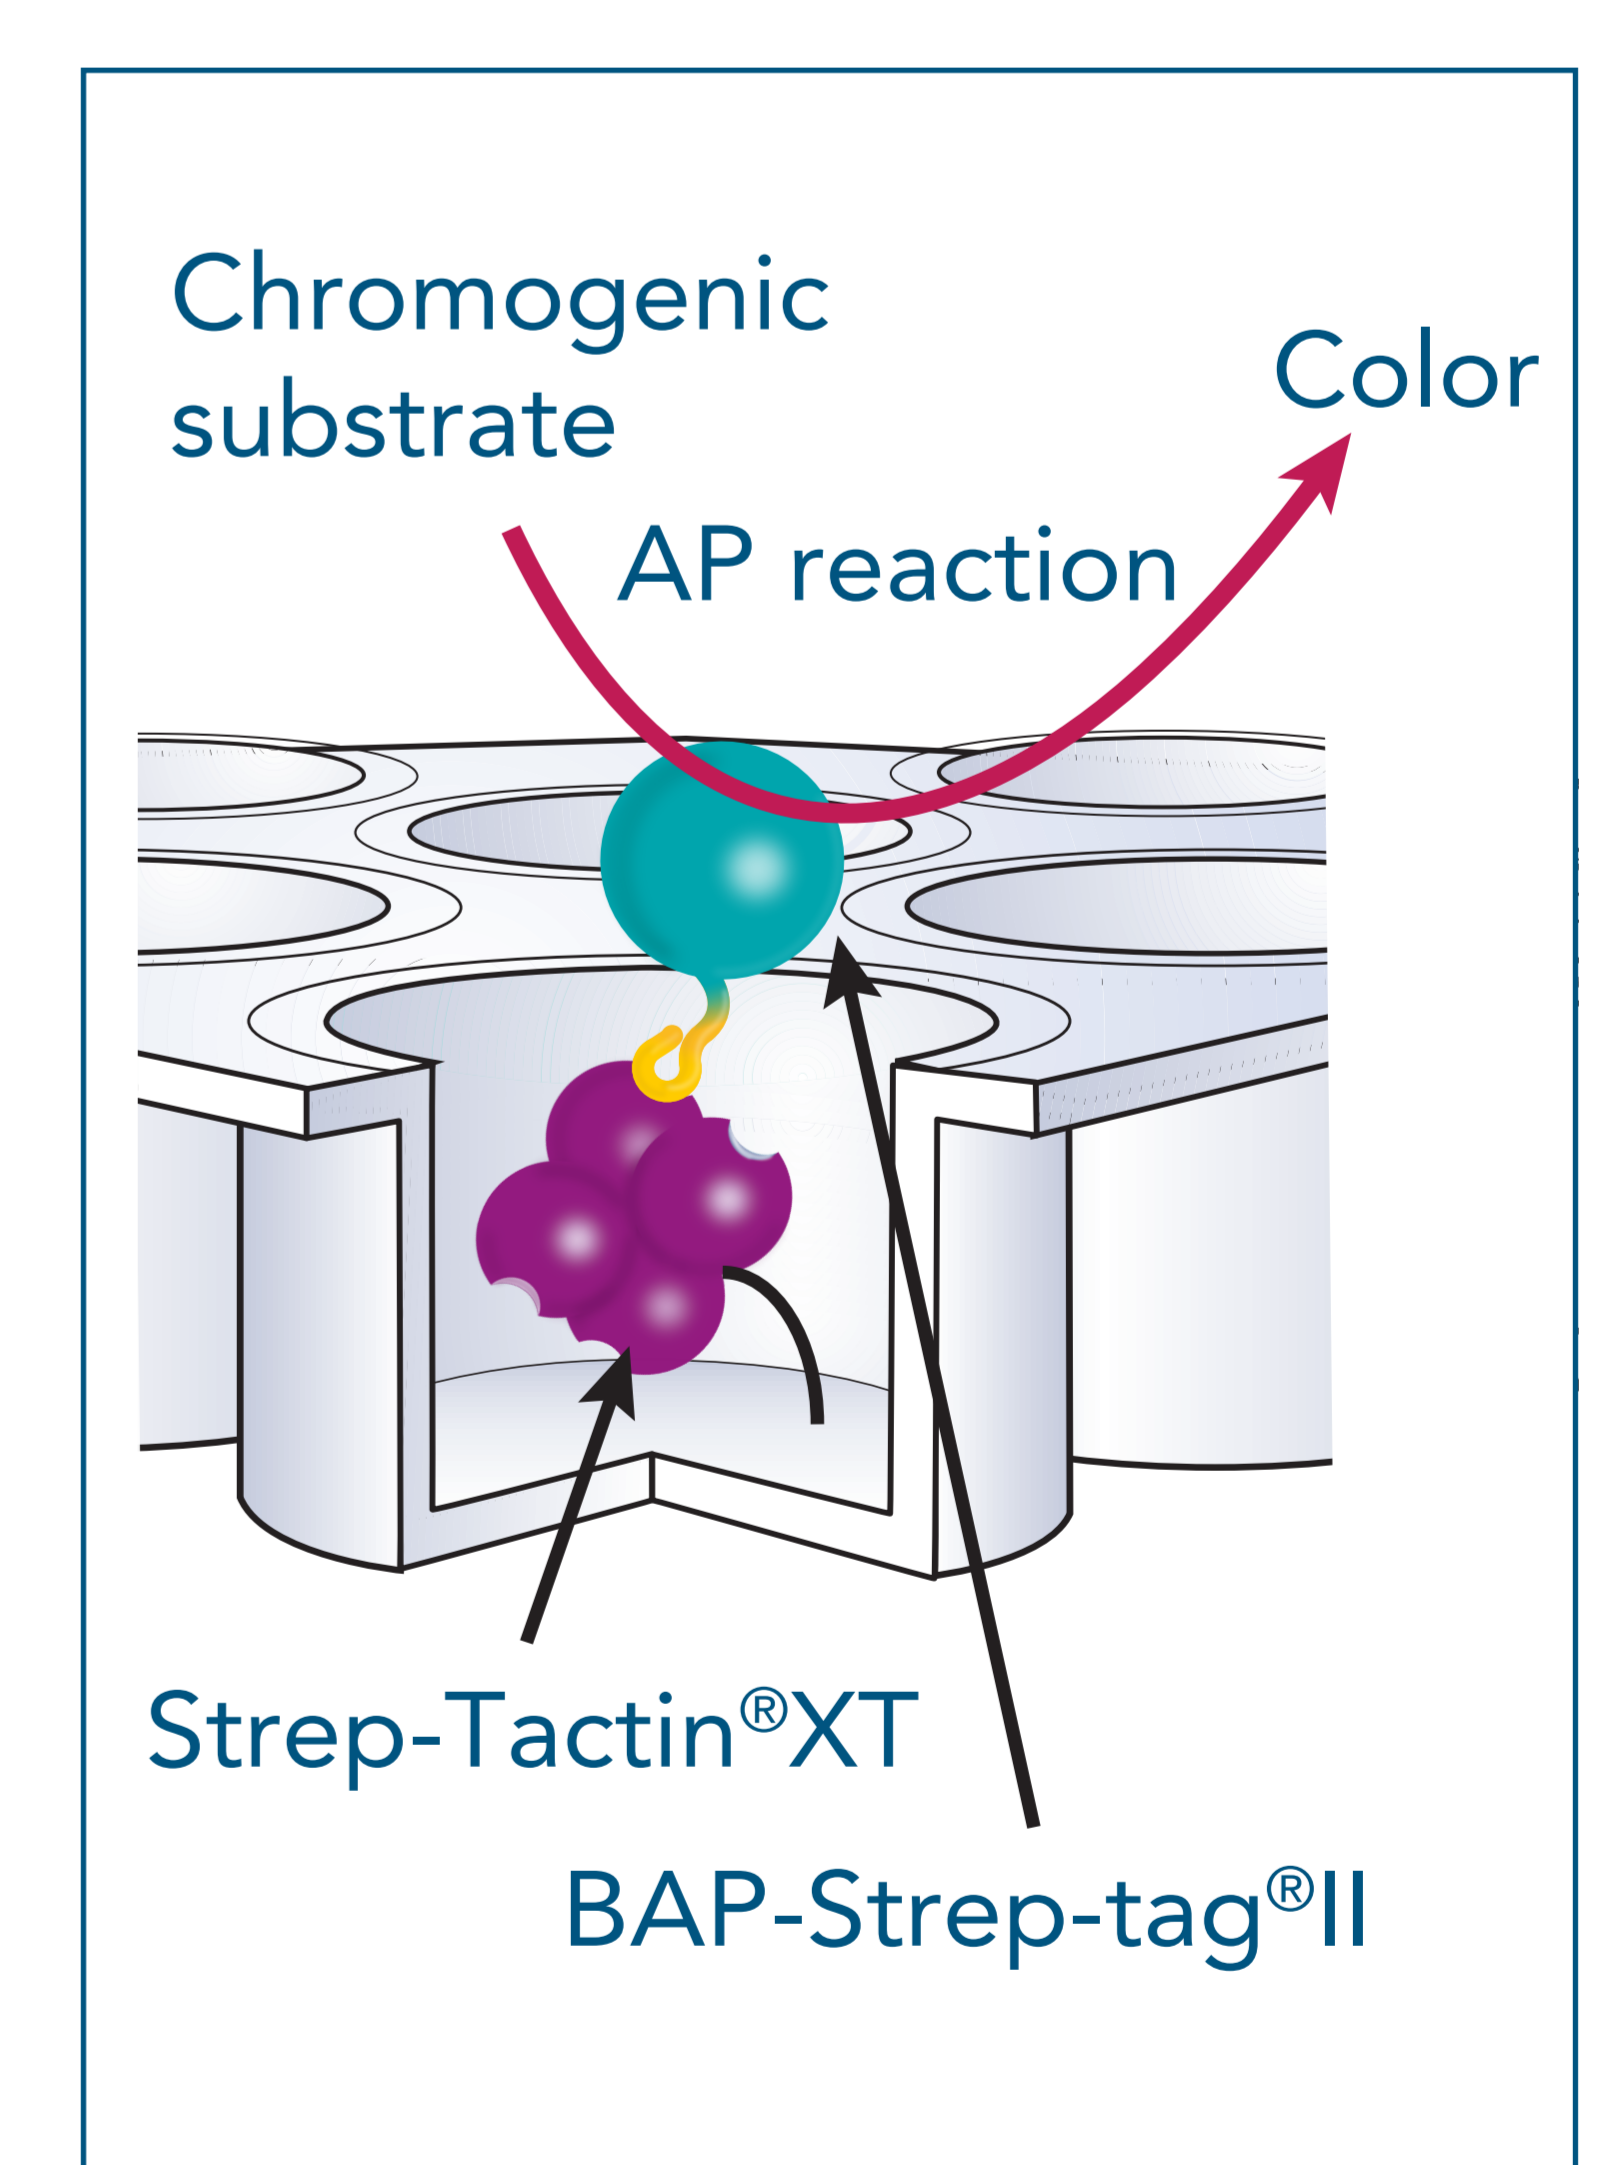 Chromogenic
substrate
Color
AP reaction
Strep-Tactin®XT
BAP-Strep-tag®II